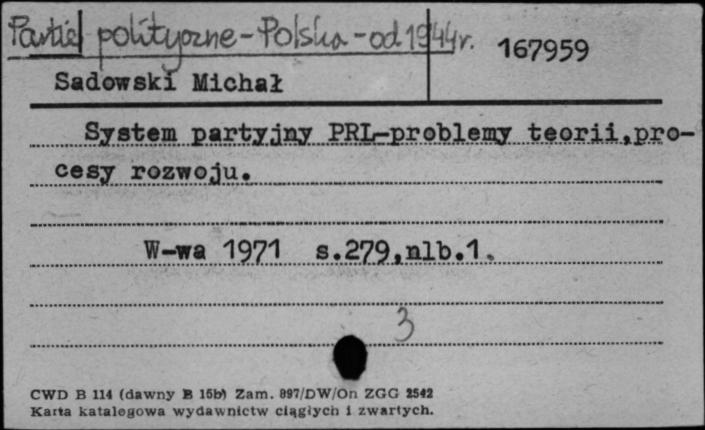 Partie polityczne - Polska - od 1944r.
167959
Sadowski Michał
System partyjny PRL-problemy teorii,pro-
cesy rozwoju.
W-wa 1971 s.279,nlb.1.
3
CWD B 114 (dawny B 15b) Zam. 897/DW/On ZGG 2542
Karta katalogowa wydawnictw ciągłych i zwartych.